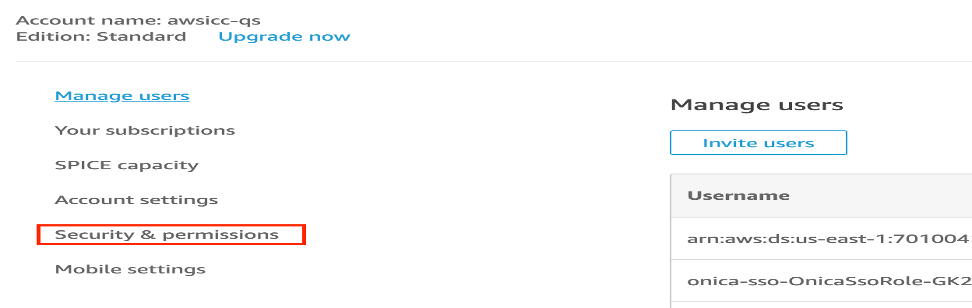 Account name: awsicc-qs
Edition: Standard Upgrade now
Manage users
Your subscriptions
SPICE capacity
Account settings
Security & permissions
Mobile settings
Manage users
Invite users
Username
arn:aws:ds:us-east-1:701004
onica-sso-OnicaSsoRole-GK2